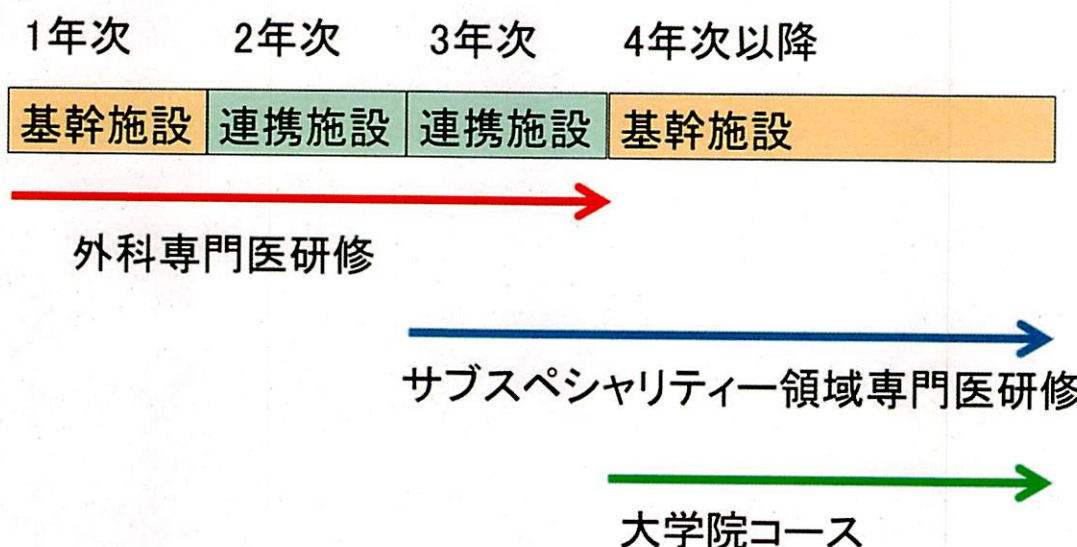 1年次 2年次 3年次 4年次以降
基幹施設 連携施設 連携施設 基幹施設
外科専門医研修
サブスペシャリティー領域専門医研修
大学院コース